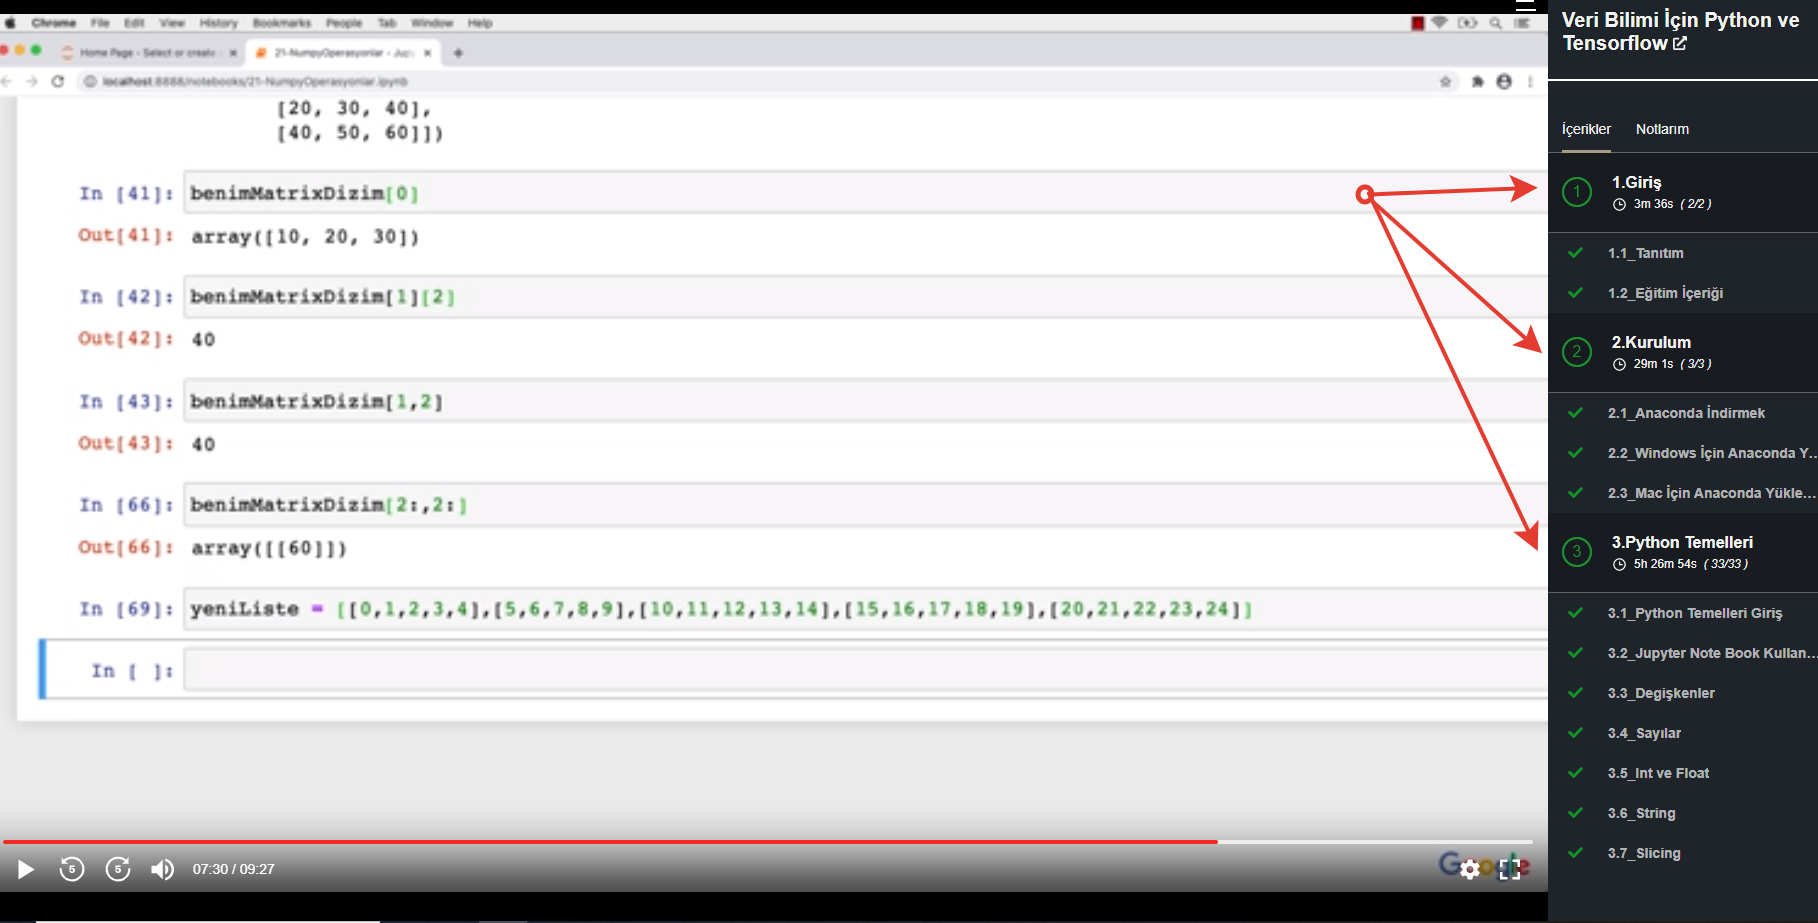 Chrome File Edit View History Bookmarks People Tab Window Help
Home Page - Select or create
21-NumpyOperasyonlar - Jupy
localhost:8888/notebooks/21-NumpyOperasyonlar.ipynb
[20, 30, 40],
[40, 50, 60]])
In [41]: benimMatrixDizim[0]
Out[41]: array([10, 20, 30])
In [42]: benimMatrixDizim[1][2]
Out[42]: 40
In [43]: benimMatrixDizim[1,2]
Out[43]: 40
In [66]: benimMatrixDizim[2:,2:]
Out[66]: array([[60]])
In [69]: yeniListe = [[0,1,2,3,4],[5,6,7,8,9],[10,11,12,13,14],[15,16,17,18,19],[20,21,22,23,24]]
In [ ]:
5
5
07:30 / 09:27
Google
Veri Bilimi İçin Python ve
Tensorflow
İçerikler Notlarım
1 1.Giriş
3m 36s ( 2/2 )
1.1_Tanıtım
1.2_Eğitim İçeriği
2 2.Kurulum
29m 1s ( 3/3 )
2.1_Anaconda İndirmek
2.2_Windows İçin Anaconda Y...
2.3_Mac İçin Anaconda Yükle...
3 3.Python Temelleri
5h 26m 54s ( 33/33 )
3.1_Python Temelleri Giriş
3.2_Jupyter Note Book Kullan...
3.3_Degişkenler
3.4_Sayılar
3.5_Int ve Float
3.6_String
3.7_Slicing